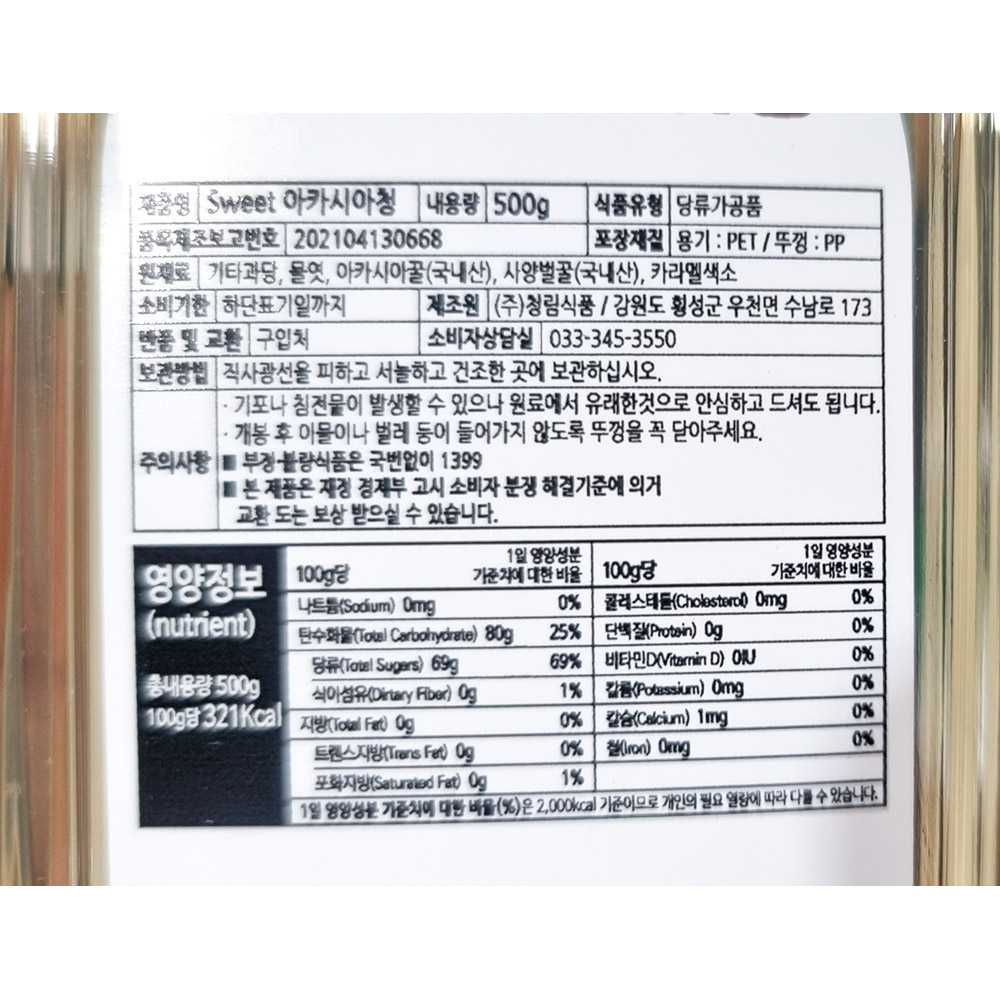 제품명 Sweet 아카시아청 내용량 500g 식품유형 당류가공품
품목제조보고번호 202104130668 포장재질 용기 : PET / 뚜껑 : PP
원재료 기타과당, 물엿, 아카시아꿀(국내산), 사양벌꿀(국내산), 카라멜색소
소비기한 하단표기일까지 제조원 (주)청림식품 / 강원도 횡성군 우천면 수남로 173
반품 및 교환 구입처 소비자상담실 033-345-3550
보관방법 직사광선을 피하고 서늘하고 건조한 곳에 보관하십시오.
주의사항
· 기포나 침전물이 발생할 수 있으나 원료에서 유래한것으로 안심하고 드셔도 됩니다.
· 개봉 후 이물이나 벌레 등이 들어가지 않도록 뚜껑을 꼭 닫아주세요.
■ 부정·불량식품은 국번없이 1399
■ 본 제품은 재정 경제부 고시 소비자 분쟁 해결기준에 의거
교환 또는 보상 받으실 수 있습니다.
영양정보
(nutrient)
총내용량 500g
100g당 321Kcal
100g당 1일 영양성분 기준치에 대한 비율
나트륨(Sodium) 0mg 0%
탄수화물(Total Carbohydrate) 80g 25%
당류(Total Sugars) 69g 69%
식이섬유(Dirtary Fiber) 0g 1%
지방(Total Fat) 0g 0%
트랜스지방(Trans Fat) 0g 0%
포화지방(Saturated Fat) 0g 1%
100g당 1일 영양성분 기준치에 대한 비율
콜레스테롤(Cholesterol) 0mg 0%
단백질(Protein) 0g 0%
비타민D(Vitamin D) 0IU 0%
칼륨(Potassium) 0mg 0%
칼슘(Calcium) 1mg 0%
철(Iron) 0mg 0%
1일 영양성분 기준치에 대한 비율(%)은 2,000kcal 기준이므로 개인의 필요 열량에 따라 다를 수 있습니다.